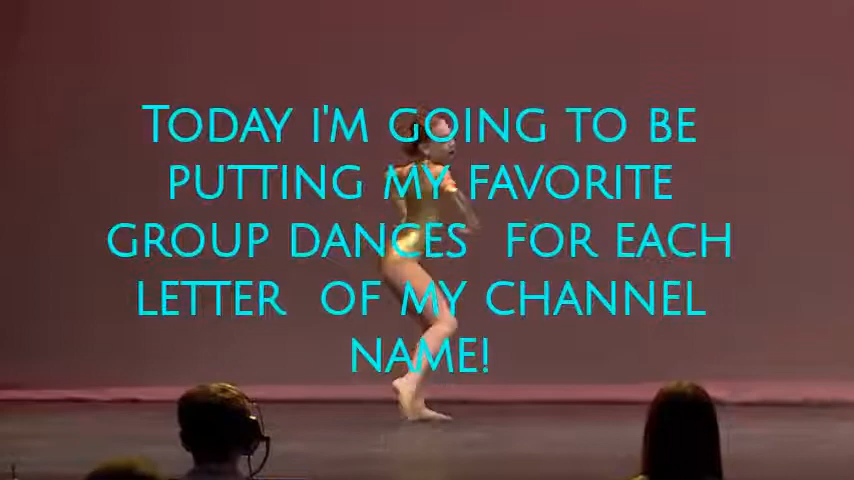 Today i'm going to be
putting my favorite
group dances  for each
letter  of my channel
name!